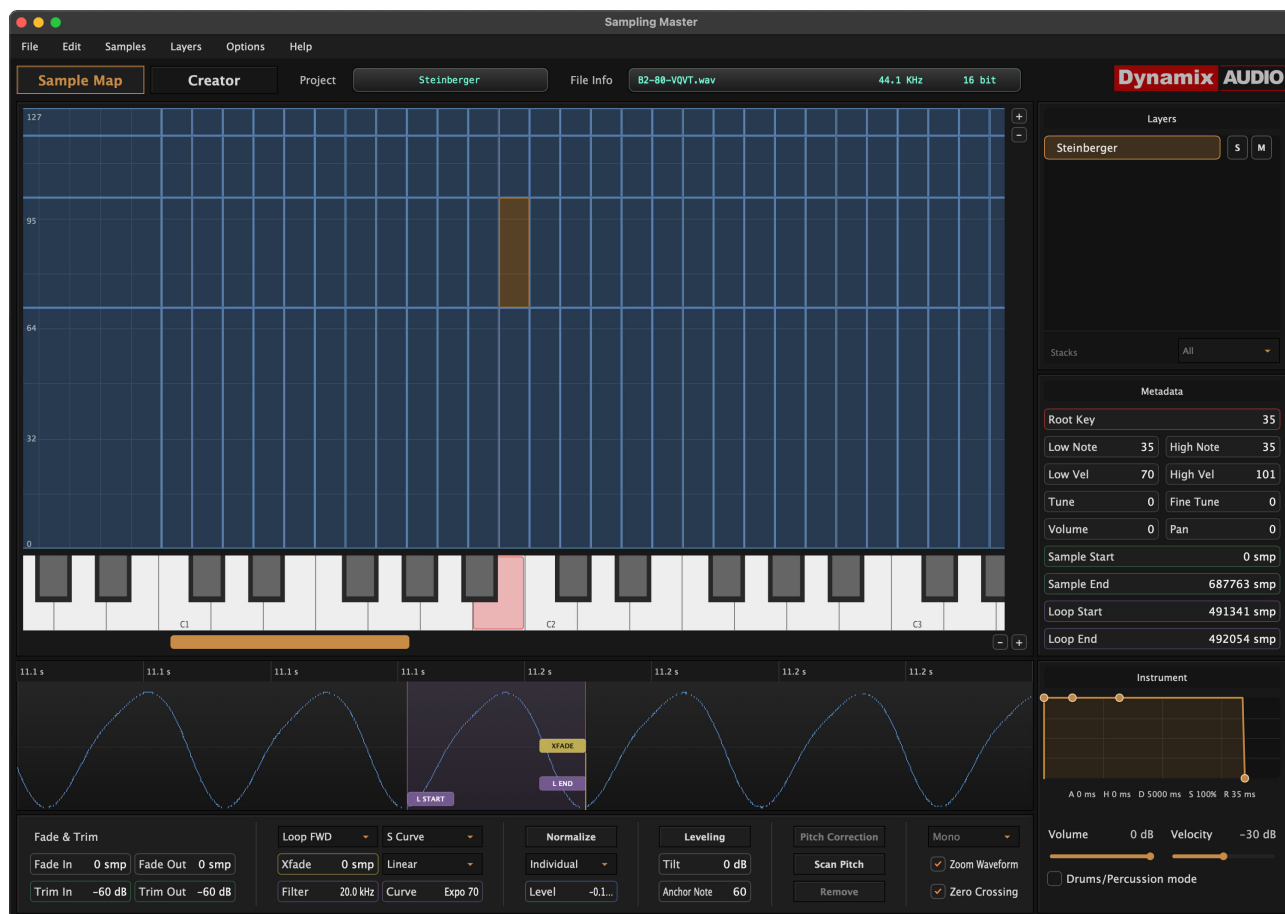 Sampling Master
File Edit Samples Layers Options Help
Sample Map Creator Project Steinberger File Info B2-80-VQVT.wav 44.1 KHz 16 bit Dynamix AUDIO
127
+
-
95
64
32
0
C1 C2 C3
- +
Layers
Steinberger S M
Stacks All
Metadata
Root Key 35
Low Note 35 High Note 35
Low Vel 70 High Vel 101
Tune 0 Fine Tune 0
Volume 0 Pan 0
Sample Start 0 smp
Sample End 687763 smp
Loop Start 491341 smp
Loop End 492054 smp
11.1 s 11.1 s 11.1 s 11.1 s 11.2 s 11.2 s 11.2 s 11.2 s
XFADE
L END
L START
Instrument
A 0 ms H 0 ms D 5000 ms S 100% R 35 ms
Volume 0 dB Velocity -30 dB
Drums/Percussion mode
Fade & Trim Loop FWD S Curve Normalize Leveling Pitch Correction Mono
Fade In 0 smp Fade Out 0 smp Xfade 0 smp Linear Individual Tilt 0 dB Scan Pitch Zoom Waveform
Trim In -60 dB Trim Out -60 dB Filter 20.0 kHz Curve Expo 70 Level -0.1... Anchor Note 60 Remove Zero Crossing